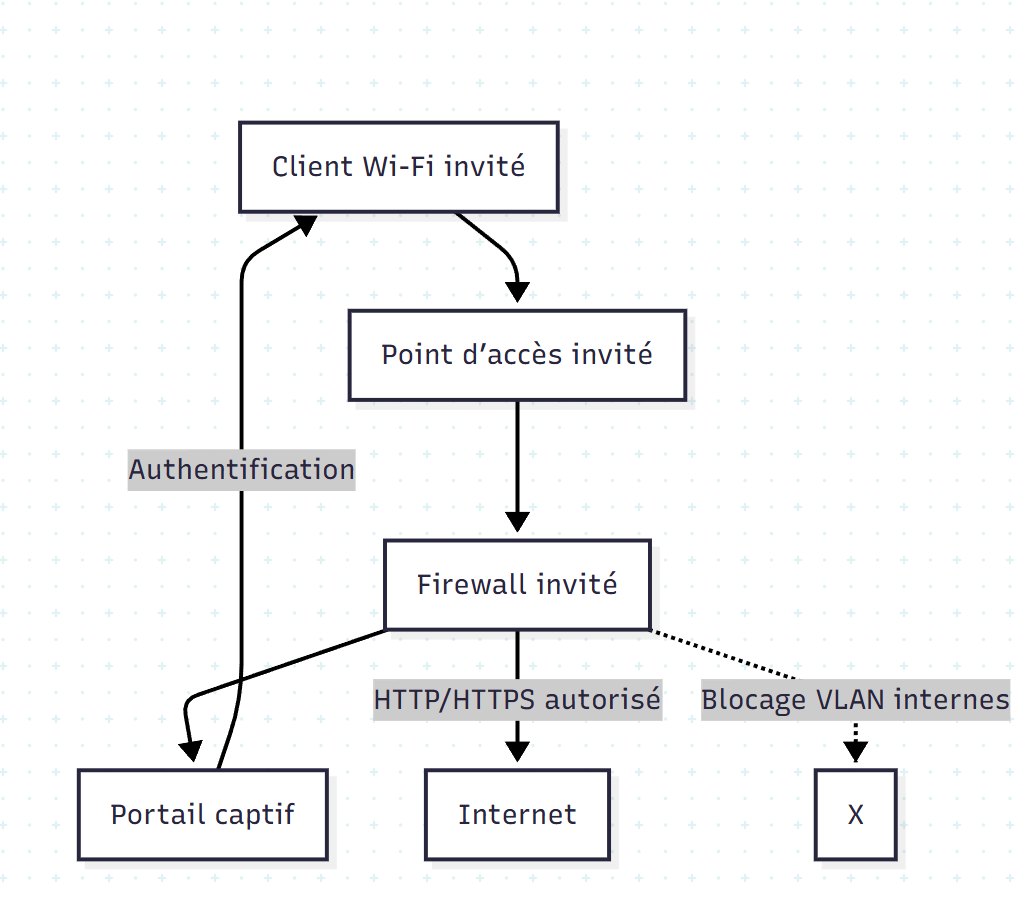 Client Wi-Fi invité
Point d’accès invité
Authentification
Firewall invité
HTTP/HTTPS autorisé
Blocage VLAN internes
Portail captif
Internet
X